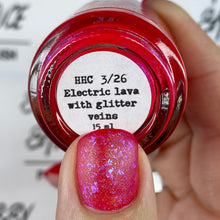 HHC 3/26
Electric lava
with glitter
veins
15 ml